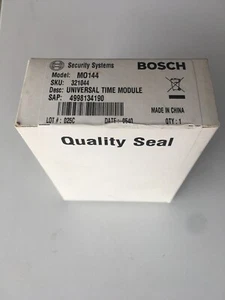 Security Systems BOSCH
Model: MO144
SKU: 321044
Desc: UNIVERSAL TIME MODULE
SAP: 4998134190
MADE IN CHINA
LOT #: 025C DATE: 0540 QTY: 1
Quality Seal